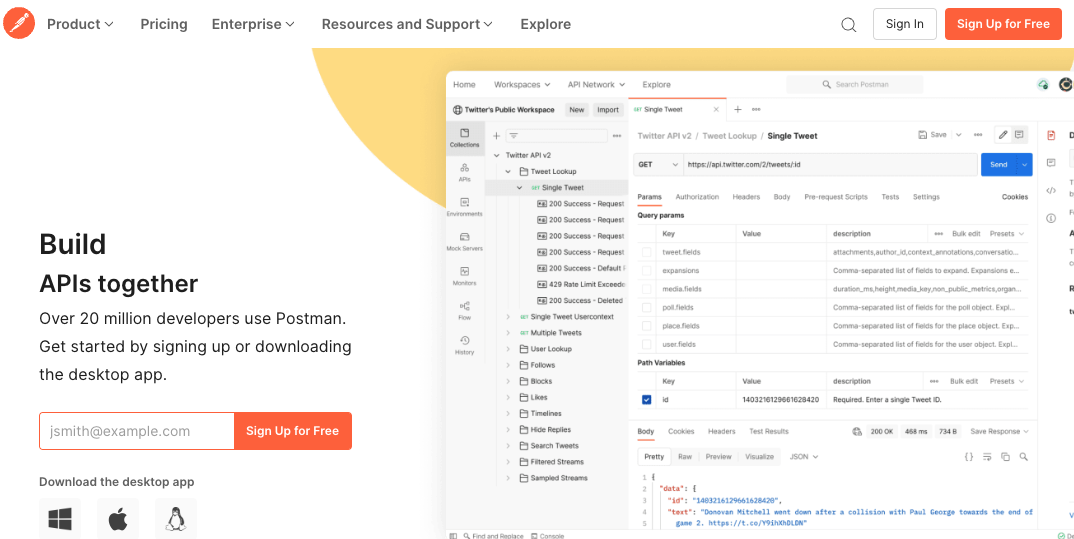 Product Pricing Enterprise Resources and Support Explore Sign In Sign Up for Free
Build
APIs together
Over 20 million developers use Postman.
Get started by signing up or downloading
the desktop app.
jsmith@example.com Sign Up for Free
Download the desktop app
Home Workspaces API Network Explore Search Postman
Twitter's Public Workspace New Import GET Single Tweet
Collections
APIs
Environments
Mock Servers
Monitors
Flow
History
Twitter API v2
Tweet Lookup
GET Single Tweet
200 Success - Request
200 Success - Request
200 Success - Request
200 Success - Request
200 Success - Default
429 Rate Limit Exceede
200 Success - Deleted
GET Single Tweet Usercontext
GET Multiple Tweets
User Lookup
Follows
Blocks
Likes
Timelines
Hide Replies
Search Tweets
Filtered Streams
Sampled Streams
Twitter API v2 / Tweet Lookup / Single Tweet Save
GET https://api.twitter.com/2/tweets/:id Send
Params Authorization Headers Body Pre-request Scripts Tests Settings Cookies
Query params
Key Value description Bulk edit Presets
tweet.fields attachments,author_id,context_annotations,conversatio...
expansions Comma-separated list of fields to expand. Expansions e...
media.fields duration_ms,height,media_key,non_public_metrics,organ...
poll.fields Comma-separated list of fields for the poll object. Expl...
place.fields Comma-separated list of fields for the place object. Ex...
user.fields Comma-separated list of fields for the user object. Expl...
Path Variables
Key Value description Bulk edit Presets
id 1403216129661628420 Required. Enter a single Tweet ID.
Body Cookies Headers Test Results 200 OK 468 ms 734 B Save Response
Pretty Raw Preview Visualize JSON
1 {
2 "data": {
3 "id": "1403216129661628420",
4 "text": "Donovan Mitchell went down after a collision with Paul George towards the end of
5 game 2. https://t.co/Y9ihXhDLDN"
Find and Replace Console